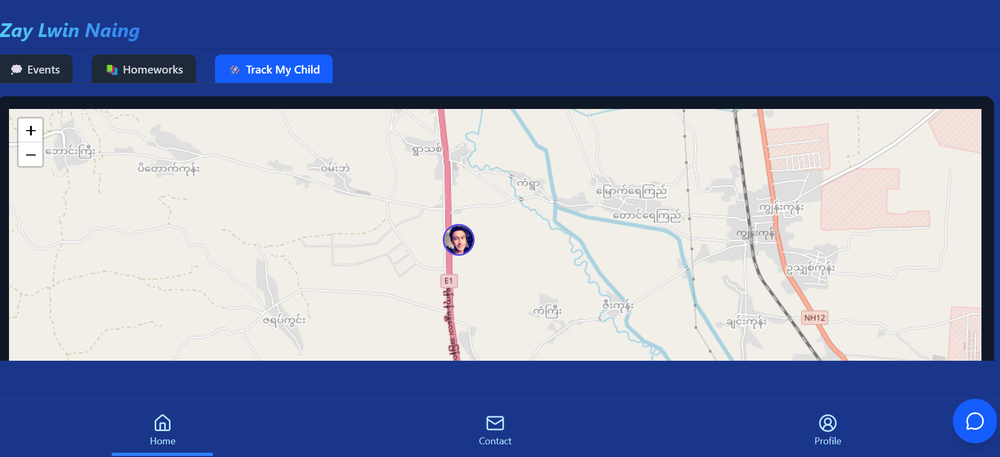 Zay Lwin Naing
Events
Homeworks
Track My Child
+
−
ဘောင်းကြီး
ပိတောက်ကုန်း
ဝမ်းဘဲ
ရွာသစ်
ကံရွာ
မြောက်ရေကြည်
တောင်ရေကြည်
ကျွန်းကုန်း
ကျွန်းကုန်း
ဥသျှစ်ကုန်း
E1
ဇရပ်ကွင်း
ကံကြီး
ဇီးကုန်း
ချင်းကုန်း
NH12
Home
Contact
Profile